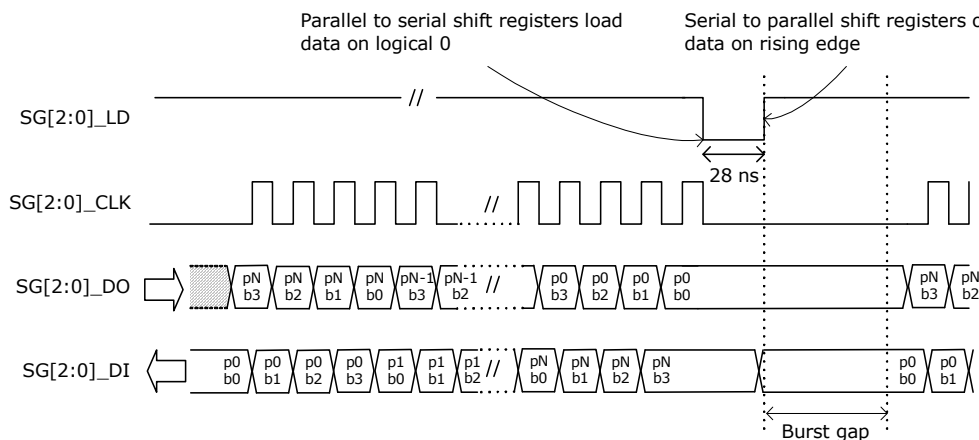 Parallel to serial shift registers load
data on logical 0
Serial to parallel shift registers
data on rising edge
//
SG[2:0]_LD
28 ns
SG[2:0]_CLK
//
SG[2:0]_DO
pN b3 pN b2 pN b1 pN b0 pN-1 b3 pN-1 b2 // p0 b3 p0 b2 p0 b1 p0 b0 pN b3 pN b2
SG[2:0]_DI
p0 b0 p0 b1 p0 b2 p0 b3 p1 b0 p1 b1 p1 b2 // pN b0 pN b1 pN b2 pN b3 p0 b0 p0 b1
Burst gap